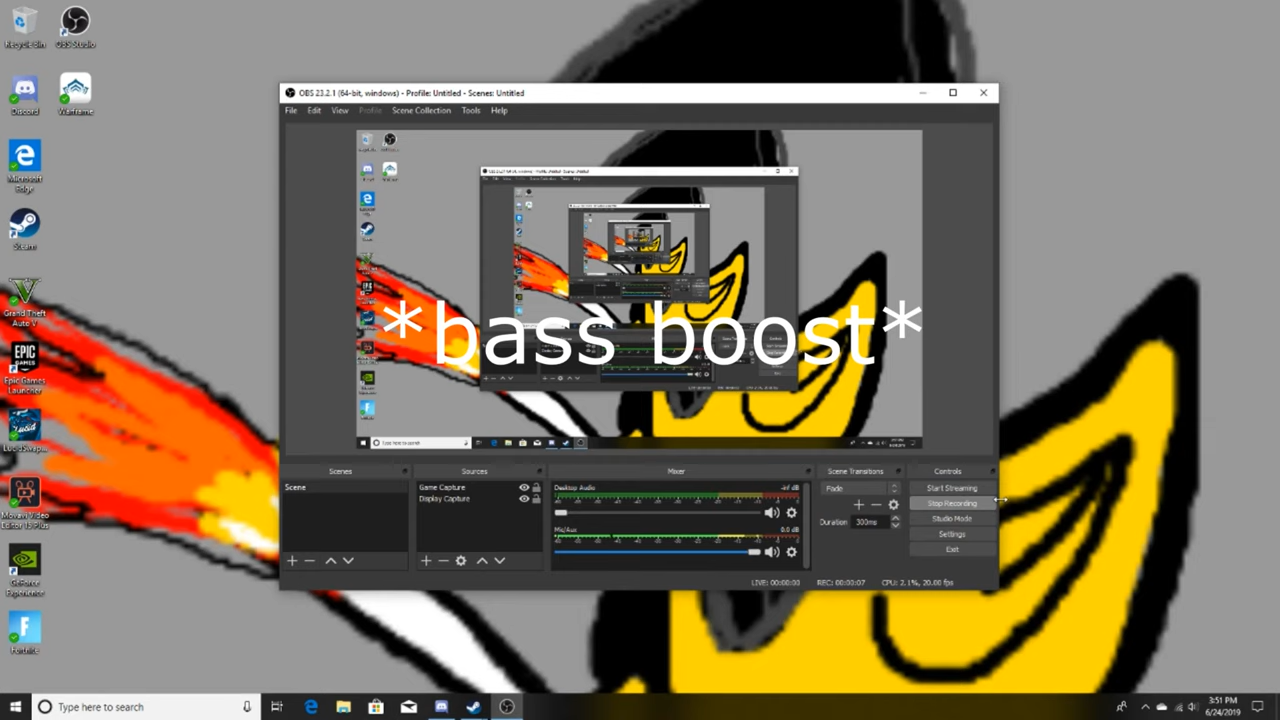 Recycle Bin
OBS Studio
Discord
Warframe
Microsoft
Edge
Steam
Grand Theft
Auto V
Epic Games
Launcher
LucidSwap...
Movavi Video
Editor 15 Plus
GeForce
Experience
Fortnite
OBS 23.2.1 (64-bit, windows) - Profile: Untitled - Scenes: Untitled
File Edit View Profile Scene Collection Tools Help
*bass boost*
Scenes
Scene
Sources
Game Capture
Display Capture
Mixer
Desktop Audio -inf dB
Mic/Aux 0.0 dB
Scene Transitions
Fade
Duration 300ms
Controls
Start Streaming
Stop Recording
Studio Mode
Settings
Exit
LIVE: 00:00:00 REC: 00:00:07 CPU: 2.1%, 20.00 fps
Type here to search
3:51 PM
6/24/2019